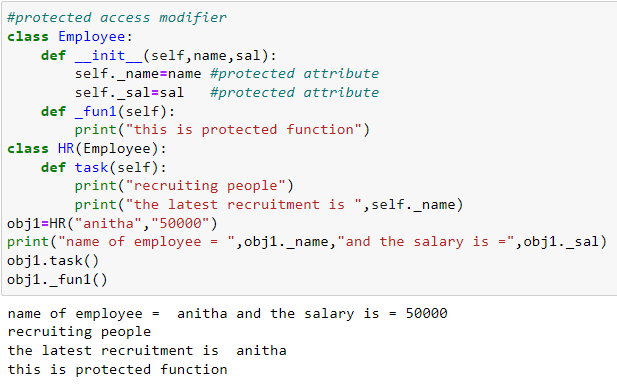 #protected access modifier
class Employee:
    def __init__(self,name,sal):
        self._name=name #protected attribute
        self._sal=sal   #protected attribute
    def _fun1(self):
        print("this is protected function")
class HR(Employee):
    def task(self):
        print("recruiting people")
        print("the latest recruitment is ",self._name)
obj1=HR("anitha","50000")
print("name of employee = ",obj1._name,"and the salary is =",obj1._sal)
obj1.task()
obj1._fun1()
name of employee =  anitha and the salary is = 50000
recruiting people
the latest recruitment is  anitha
this is protected function